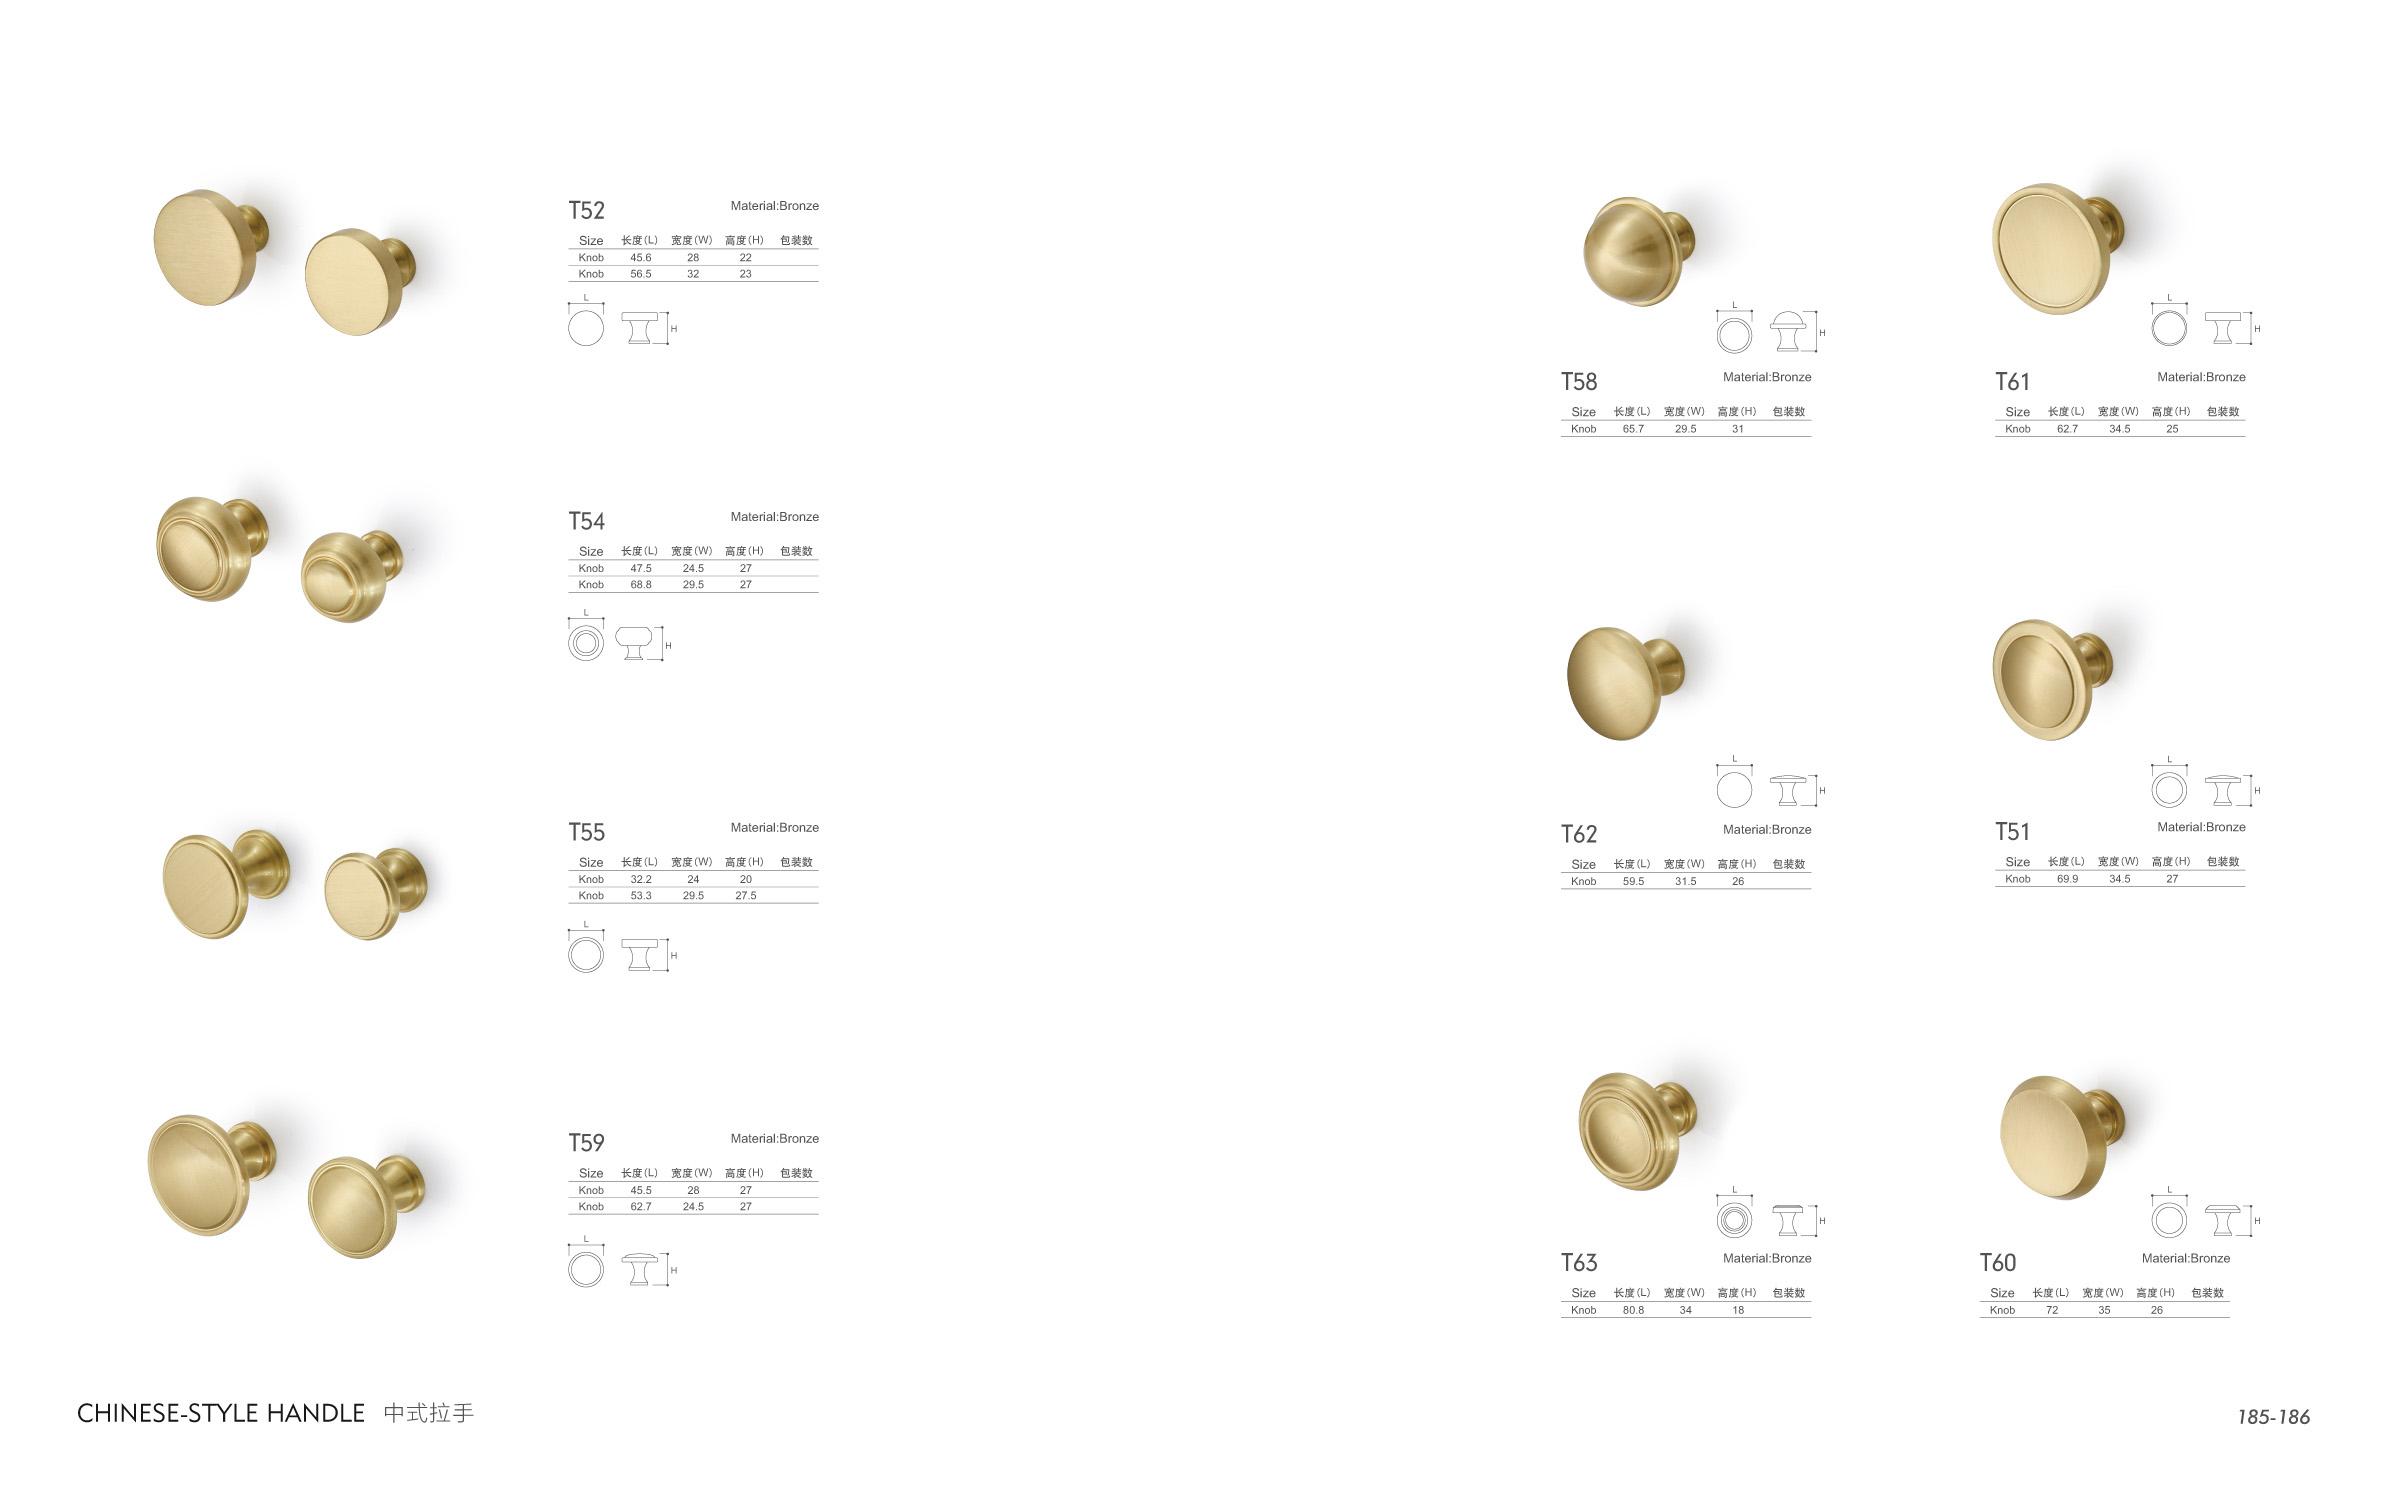 T52 Material:Bronze
Size 长度(L) 宽度(W) 高度(H) 包装数
Knob 45.6 28 22
Knob 56.5 32 23
L
H
T54 Material:Bronze
Size 长度(L) 宽度(W) 高度(H) 包装数
Knob 47.5 24.5 27
Knob 68.8 29.5 27
L
H
T55 Material:Bronze
Size 长度(L) 宽度(W) 高度(H) 包装数
Knob 32.2 24 20
Knob 53.3 29.5 27.5
L
H
T59 Material:Bronze
Size 长度(L) 宽度(W) 高度(H) 包装数
Knob 45.5 28 27
Knob 62.7 24.5 27
L
H
L
H
T58 Material:Bronze
Size 长度(L) 宽度(W) 高度(H) 包装数
Knob 65.7 29.5 31
L
H
T61 Material:Bronze
Size 长度(L) 宽度(W) 高度(H) 包装数
Knob 62.7 34.5 25
L
H
T62 Material:Bronze
Size 长度(L) 宽度(W) 高度(H) 包装数
Knob 59.5 31.5 26
L
H
T51 Material:Bronze
Size 长度(L) 宽度(W) 高度(H) 包装数
Knob 69.9 34.5 27
L
H
T63 Material:Bronze
Size 长度(L) 宽度(W) 高度(H) 包装数
Knob 80.8 34 18
L
H
T60 Material:Bronze
Size 长度(L) 宽度(W) 高度(H) 包装数
Knob 72 35 26
CHINESE-STYLE HANDLE 中式拉手
185-186